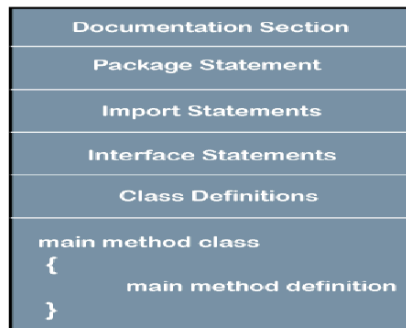 Documentation Section
Package Statement
Import Statements
Interface Statements
Class Definitions
main method class
{
main method definition
}